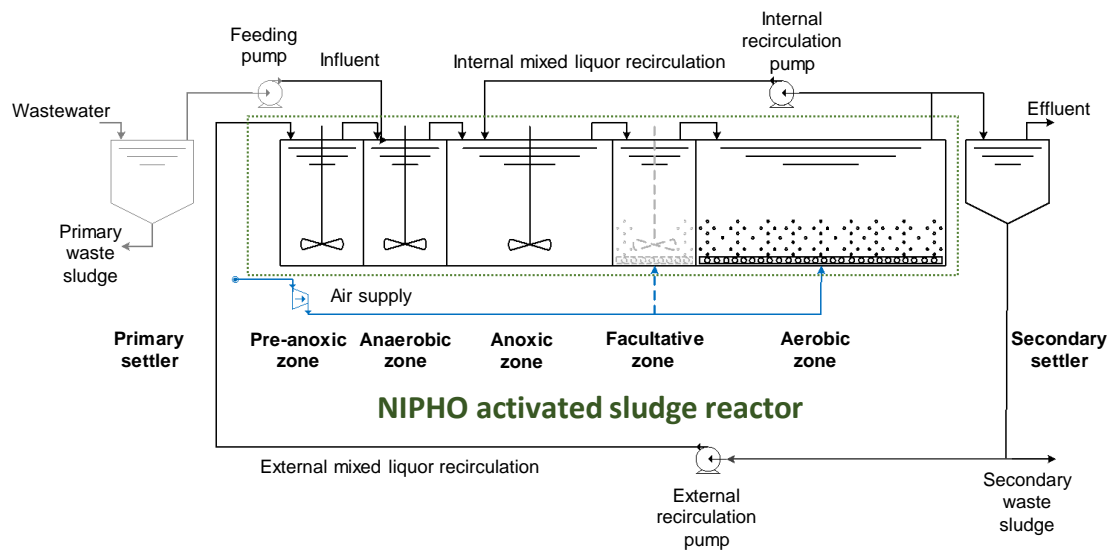 Feeding
pump
Influent
Internal mixed liquor recirculation
Internal
recirculation
pump
Wastewater
Effluent
Primary
waste
sludge
Air supply
Primary
settler
Pre-anoxic
zone
Anaerobic
zone
Anoxic
zone
Facultative
zone
Aerobic
zone
Secondary
settler
NIPHO activated sludge reactor
External mixed liquor recirculation
External
recirculation
pump
Secondary
waste
sludge